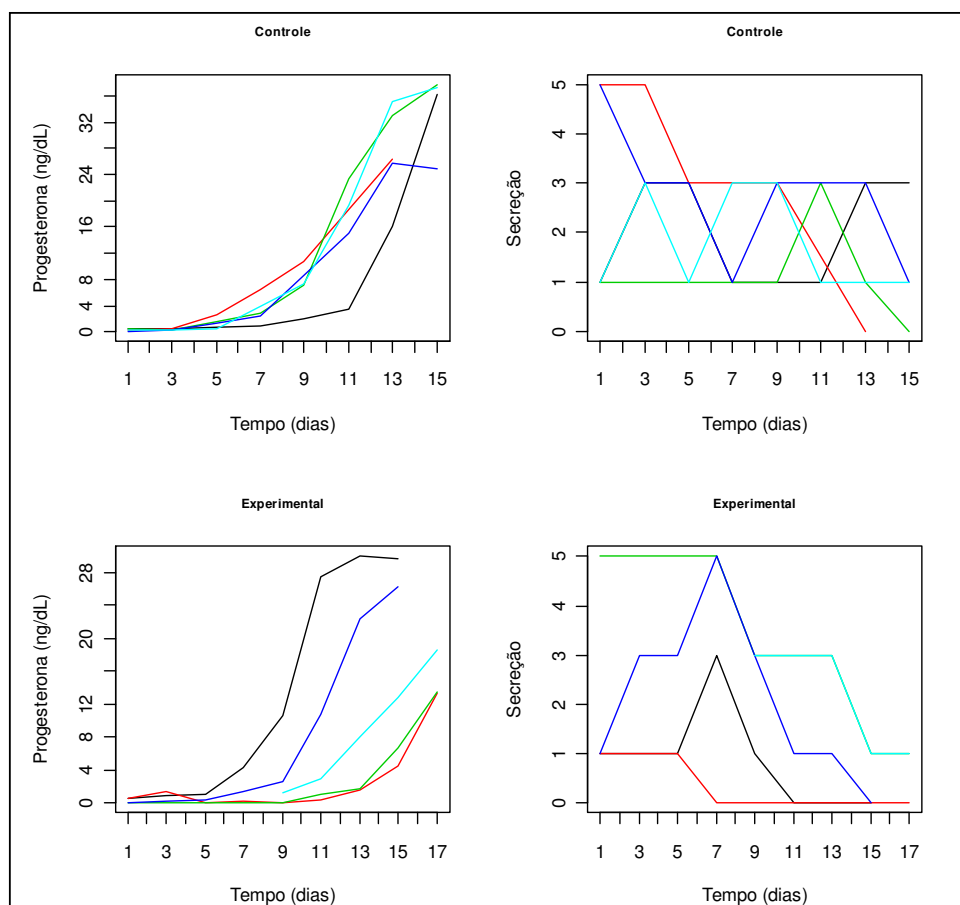 Controle
Progesterona (ng/dL)
0 4 8 16 24 32
1 3 5 7 9 11 13 15
Tempo (dias)
Controle
Secreção
0 1 2 3 4 5
1 3 5 7 9 11 13 15
Tempo (dias)
Experimental
Progesterona (ng/dL)
0 4 8 12 20 28
1 3 5 7 9 11 13 15 17
Tempo (dias)
Experimental
Secreção
0 1 2 3 4 5
1 3 5 7 9 11 13 15 17
Tempo (dias)